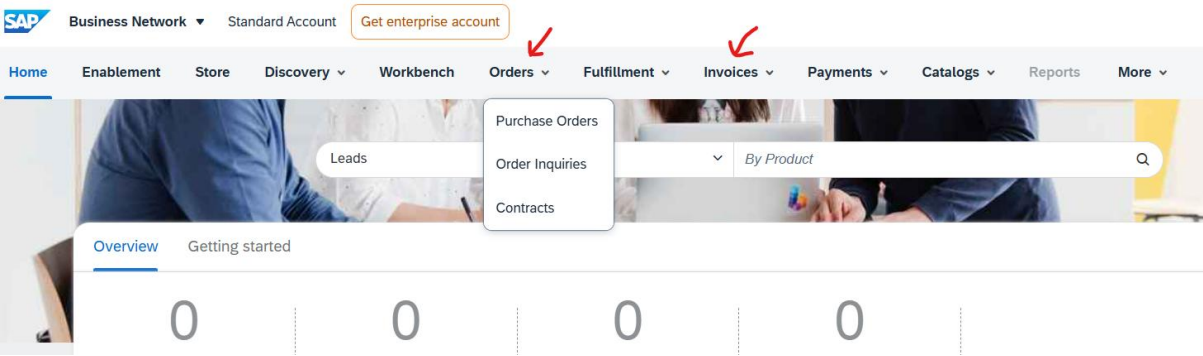 SAP Business Network Standard Account Get enterprise account
Home Enablement Store Discovery Workbench Orders Fulfillment Invoices Payments Catalogs Reports More
Purchase Orders
Leads By Product
Order Inquiries
Contracts
Overview Getting started
0 0 0 0